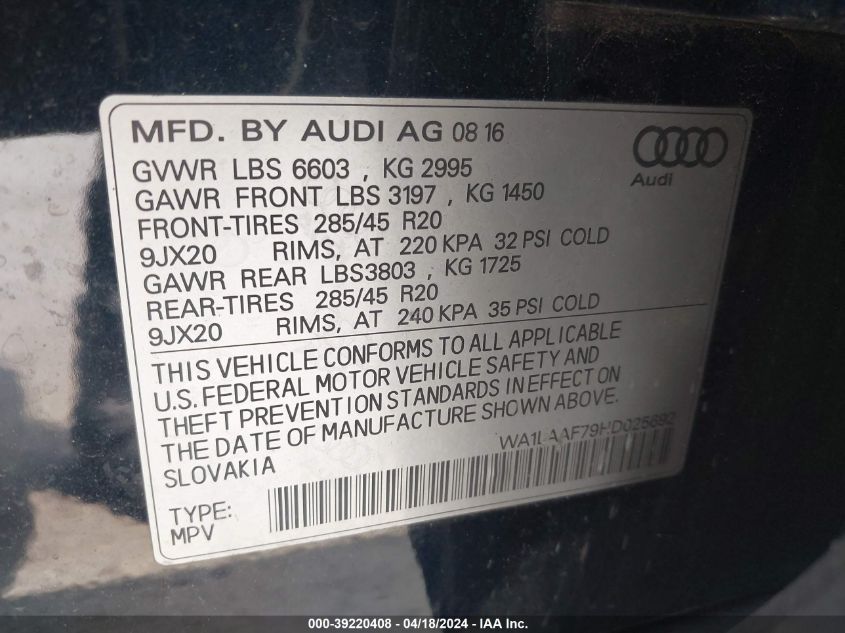 MFD. BY AUDI AG 08 16
Audi
GVWR LBS 6603 , KG 2995
GAWR FRONT LBS 3197 , KG 1450
FRONT-TIRES 285/45 R20
9JX20 RIMS, AT 220 KPA 32 PSI COLD
GAWR REAR LBS3803 , KG 1725
REAR-TIRES 285/45 R20
9JX20 RIMS, AT 240 KPA 35 PSI COLD
THIS VEHICLE CONFORMS TO ALL APPLICABLE
U.S. FEDERAL MOTOR VEHICLE SAFETY AND
THEFT PREVENTION STANDARDS IN EFFECT ON
THE DATE OF MANUFACTURE SHOWN ABOVE.
SLOVAKIA
WA1LAAF79HD025692
TYPE:
MPV
000-39220408 - 04/18/2024 - IAA Inc.